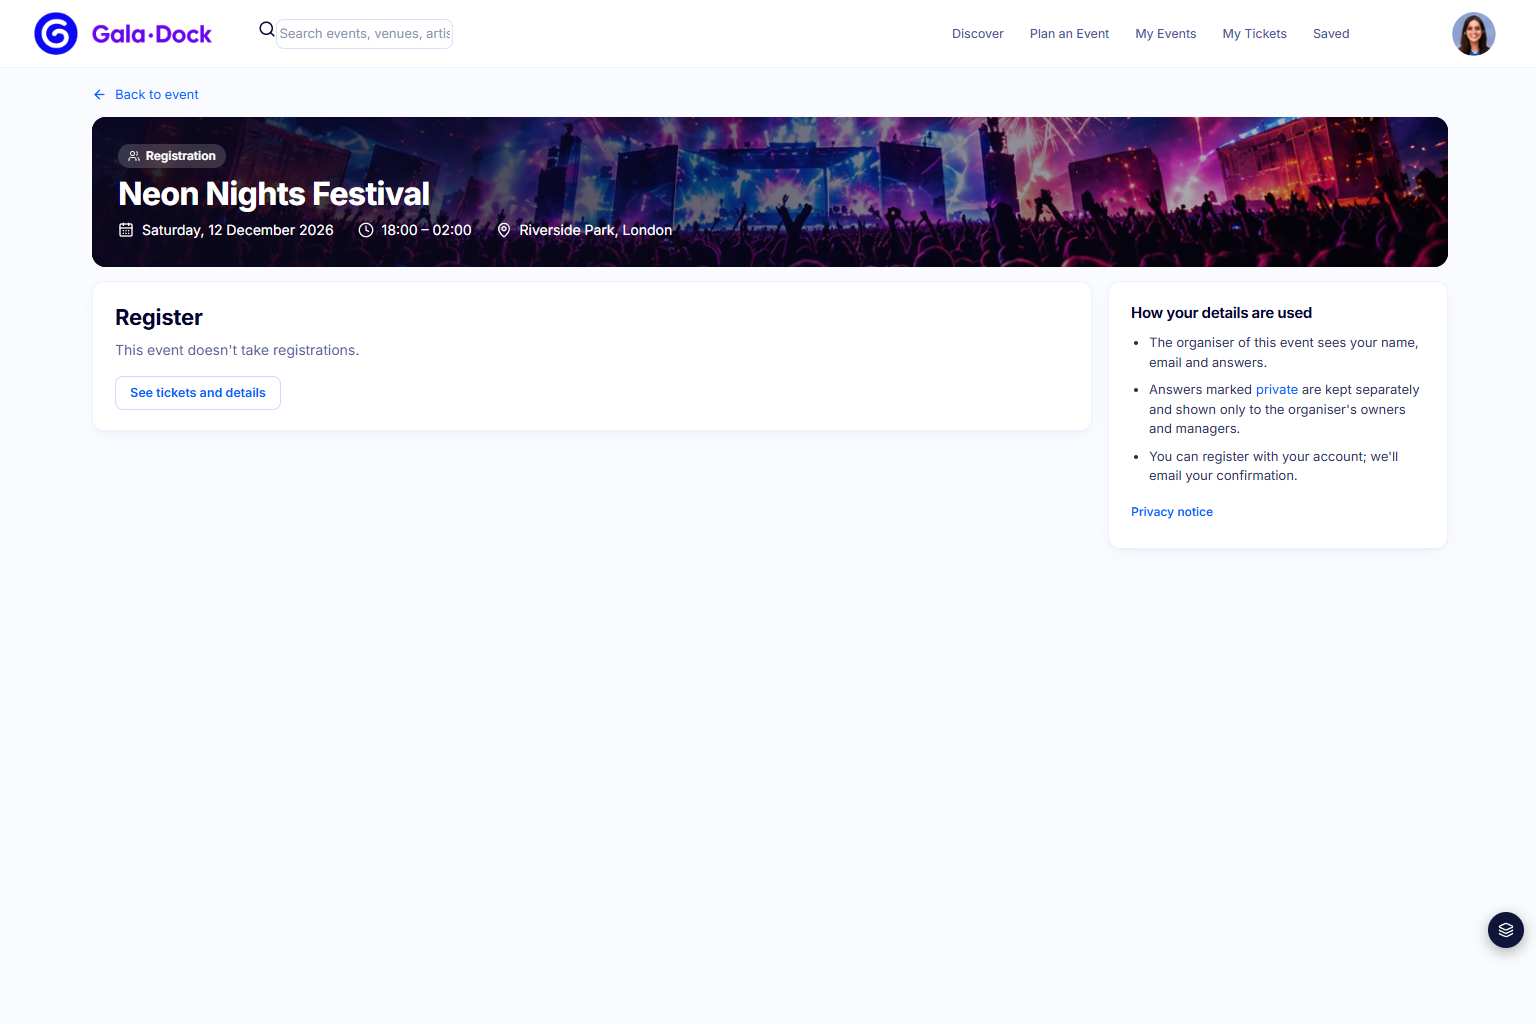 Gala·Dock
Search events, venues, artis
Discover
Plan an Event
My Events
My Tickets
Saved
Back to event
Registration
Neon Nights Festival
Saturday, 12 December 2026
18:00 – 02:00
Riverside Park, London
Register
This event doesn't take registrations.
See tickets and details
How your details are used
• The organiser of this event sees your name,
email and answers.
• Answers marked private are kept separately
and shown only to the organiser's owners
and managers.
• You can register with your account; we'll
email your confirmation.
Privacy notice